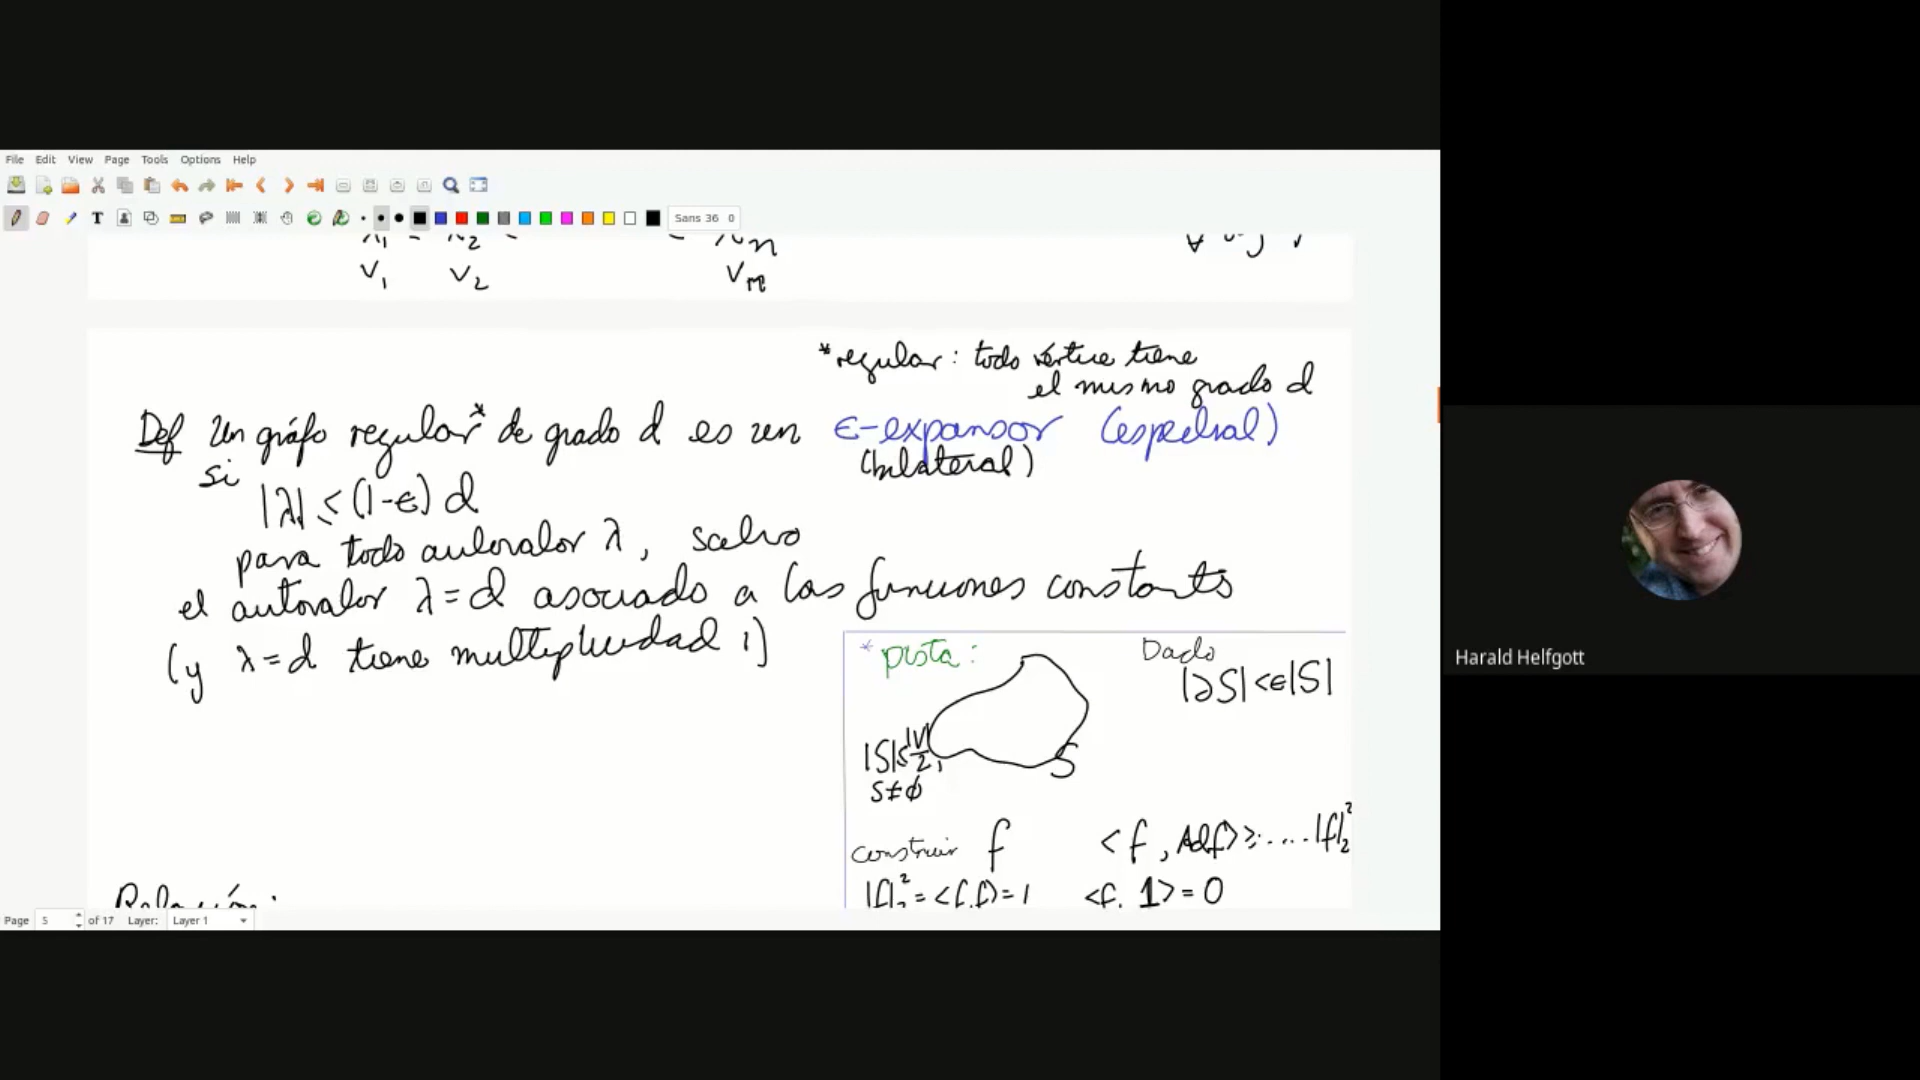 File Edit View Page Tools Options Help
Sans 36 0
V1 V2 Vn
*regular: todo vértice tiene
el mismo grado d
Def Un gráfo regular* de grado d es un ϵ-expansor (espectral)
si (bilateral)
|λ| ≤ (1-ϵ) d
para todo autovalor λ, salvo
el autovalor λ=d asociado a las funciones constants
(y λ=d tiene multiplicidad 1)
* pista: Dado
|∂S| <ϵ|S|
|S|≤|V|/2, S
S≠∅
construir f <f, Adf> ≥.....|f|₂²
|f|₂² = <f,f> = 1 <f, 1> = 0
Relación:
Page 5 of 17 Layer: Layer 1
Harald Helfgott